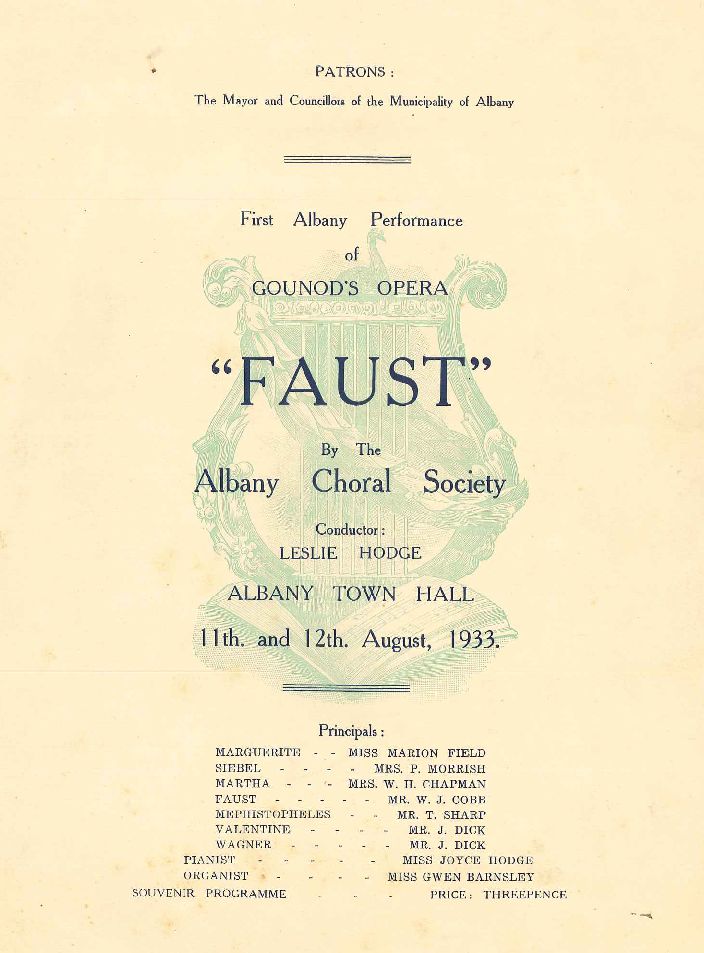 PATRONS :
The Mayor and Councillors of the Municipality of Albany
First Albany Performance
of
GOUNOD'S OPERA
"FAUST"
By The
Albany Choral Society
Conductor :
LESLIE HODGE
ALBANY TOWN HALL
11th. and 12th. August, 1933.
Principals :
MARGUERITE - - MISS MARION FIELD
SIEBEL - - - - MRS. P. MORRISH
MARTHA - - - MRS. W. H. CHAPMAN
FAUST - - - - - MR. W. J. COBB
MEPHISTOPHELES - - MR. T. SHARP
VALENTINE - - - - MR. J. DICK
WAGNER - - - - - MR. J. DICK
PIANIST - - - - - MISS JOYCE HODGE
ORGANIST - - - - MISS GWEN BARNSLEY
SOUVENIR PROGRAMME - - - PRICE: THREEPENCE